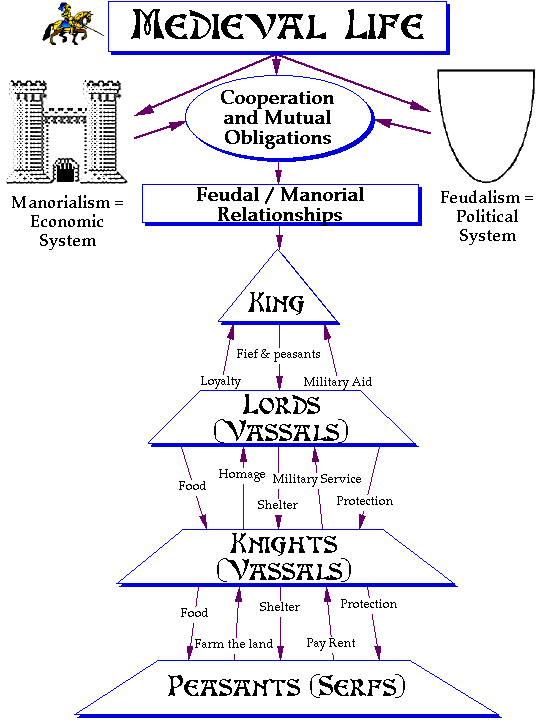 Medieval Life
Cooperation
and Mutual
Obligations
Manorialism =
Economic
System
Feudalism =
Political
System
Feudal / Manorial
Relationships
King
Fief & peasants
Loyalty
Military Aid
Lords
(Vassals)
Food
Homage
Shelter
Military Service
Protection
Knights
(Vassals)
Food
Farm the land
Shelter
Pay Rent
Protection
Peasants (Serfs)